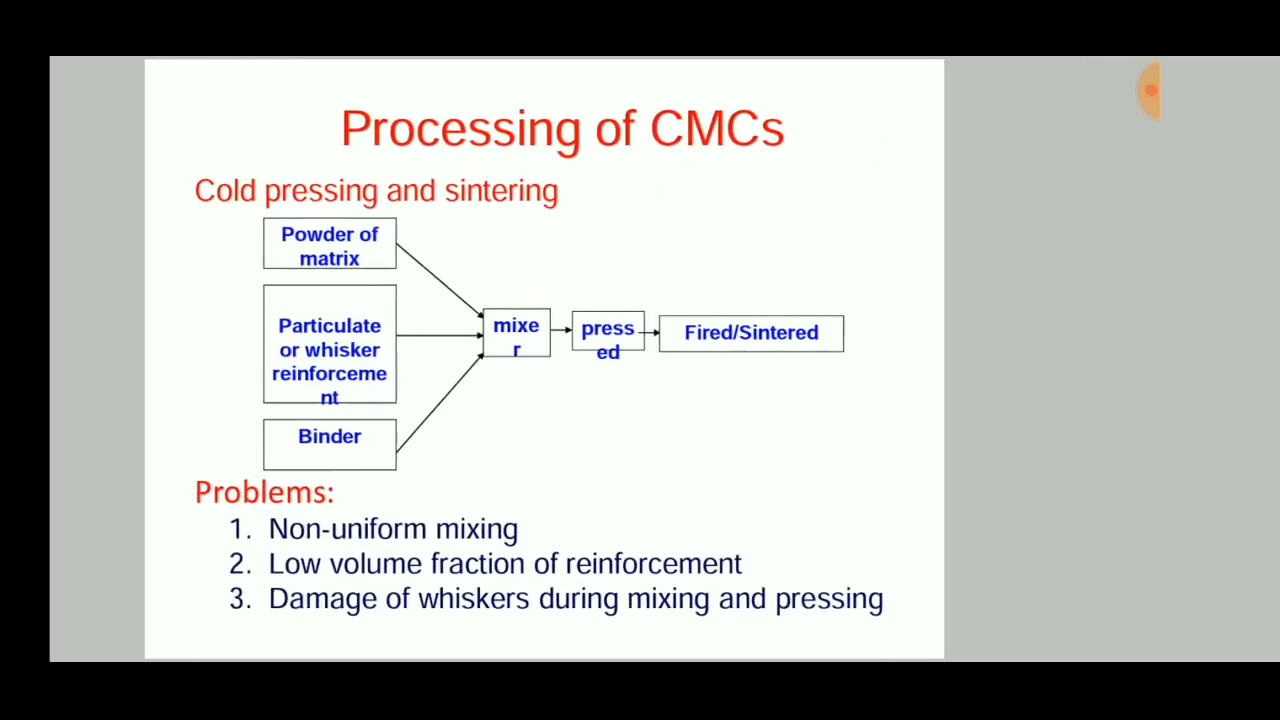 Processing of CMCs
Cold pressing and sintering
Powder of
matrix
Particulate
or whisker
reinforceme
nt
Binder
mixe
r
press
ed
Fired/Sintered
Problems:
1. Non-uniform mixing
2. Low volume fraction of reinforcement
3. Damage of whiskers during mixing and pressing